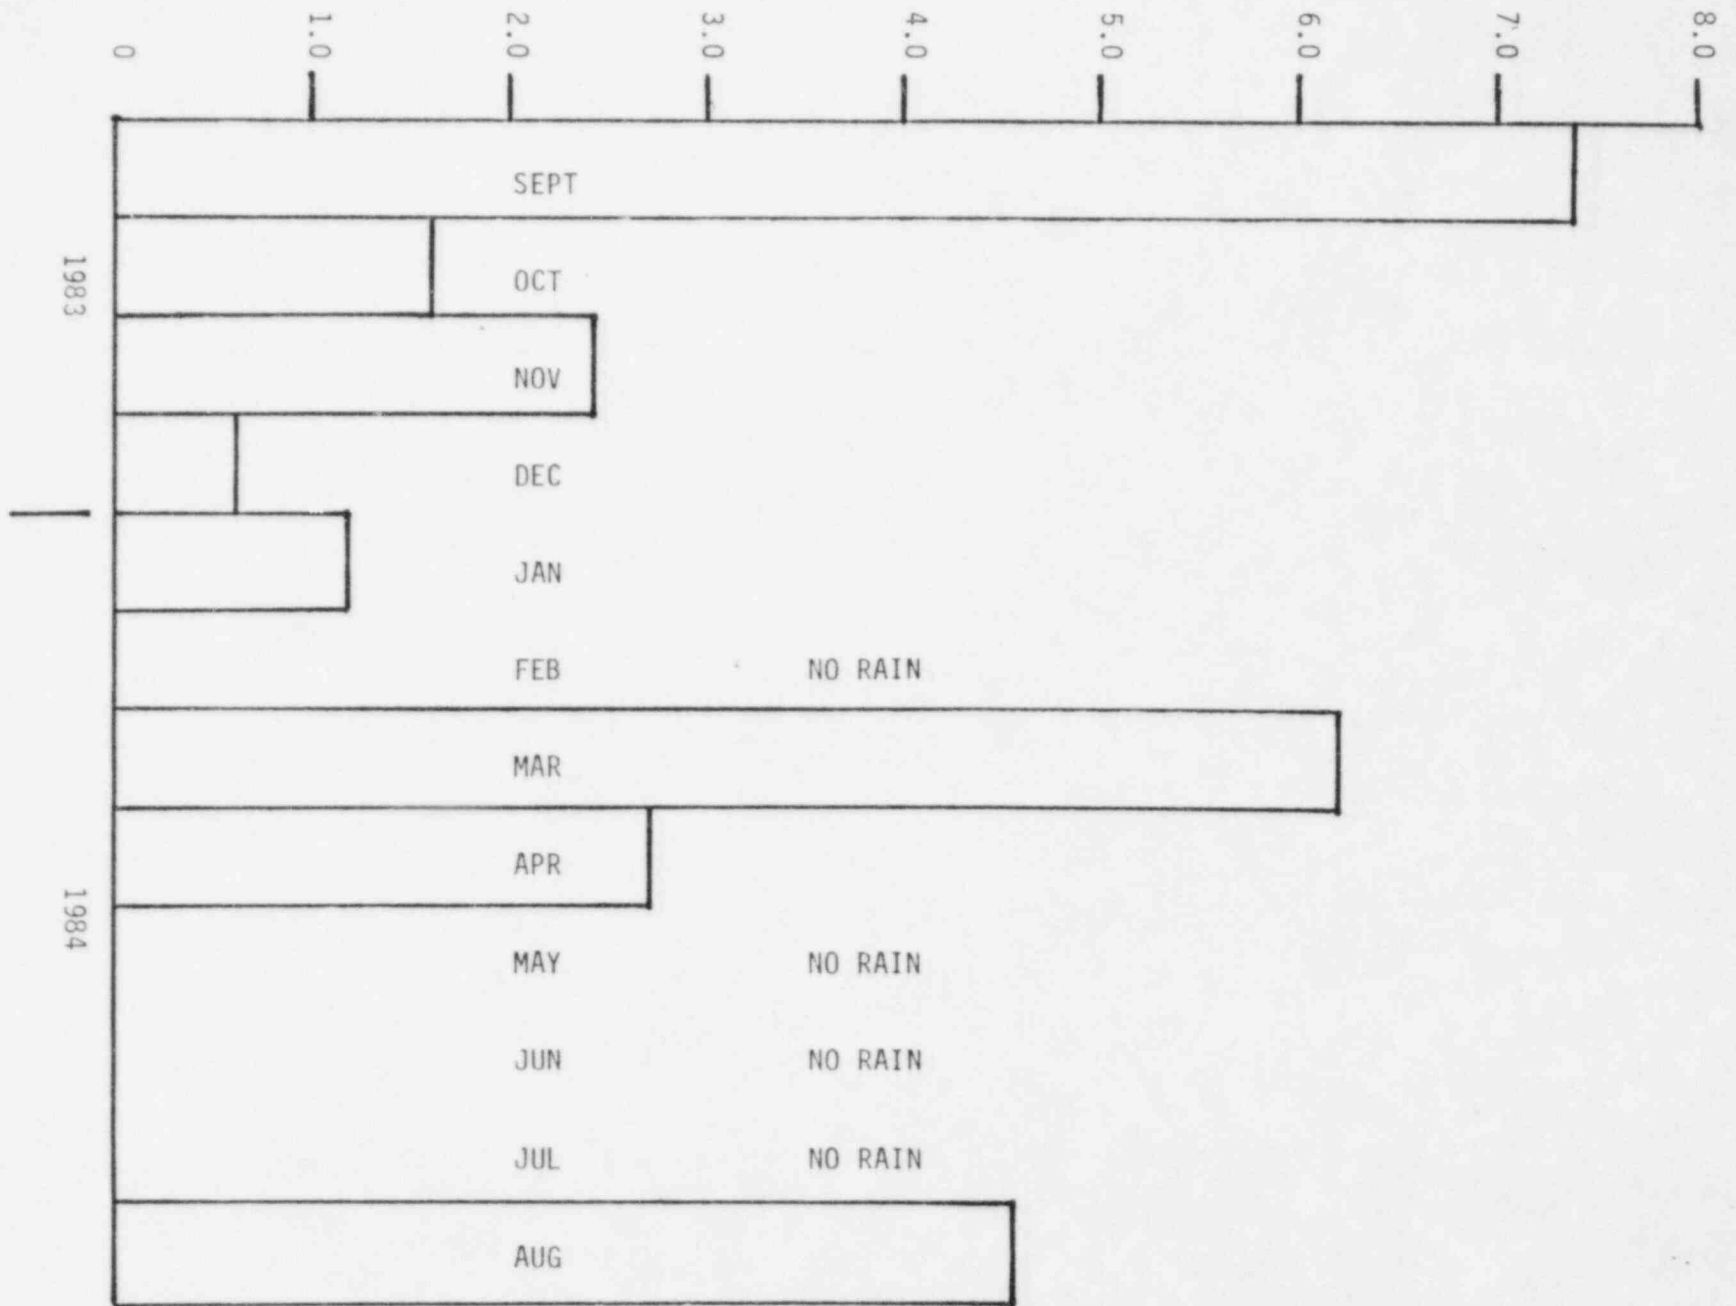 0
1.0
2.0
3.0
4.0
5.0
6.0
7.0
8.0
1983
SEPT
OCT
NOV
DEC
1984
JAN
FEB NO RAIN
MAR
APR
MAY NO RAIN
JUN NO RAIN
JUL NO RAIN
AUG